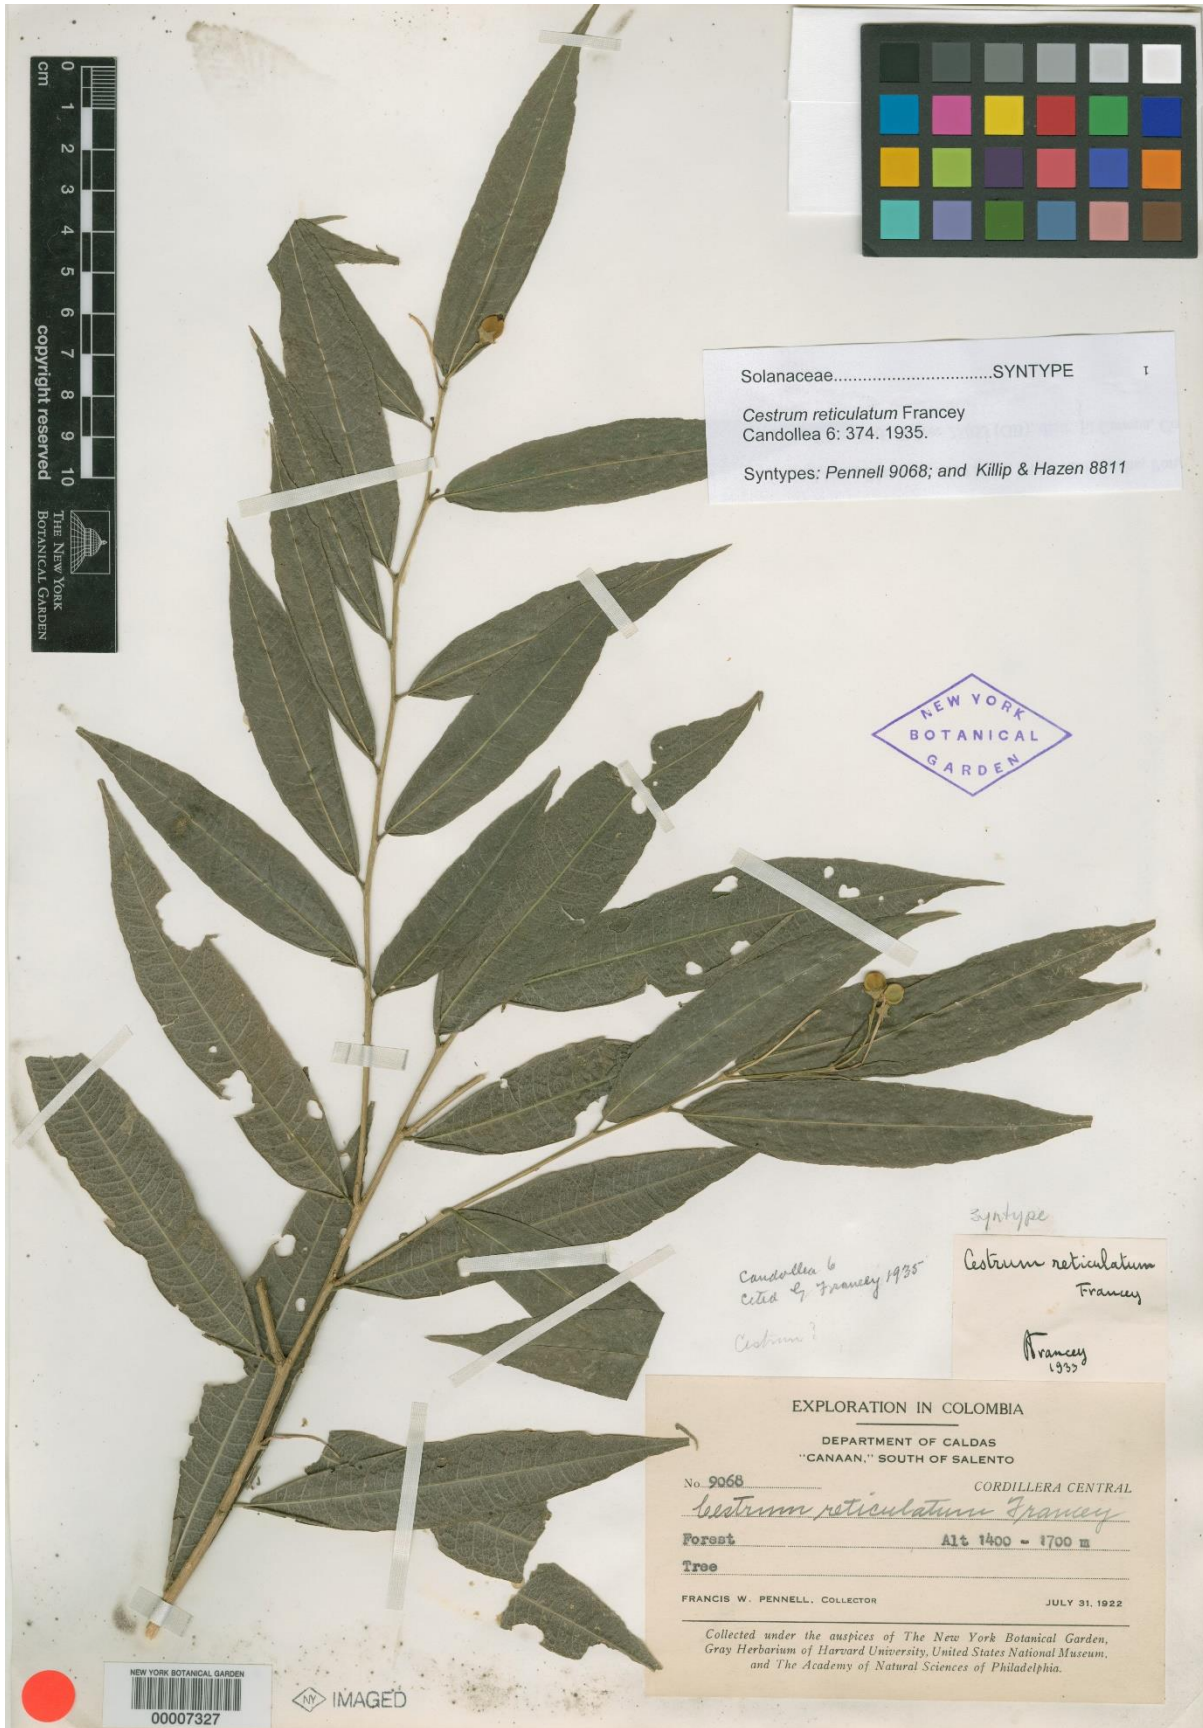 cm
0
1
2
3
4
5
6
7
8
9
10
copyright reserved
THE NEW YORK
BOTANICAL GARDEN
Solanaceae.................................SYNTYPE 1
Cestrum reticulatum Francey
Candollea 6: 374. 1935.
Syntypes: Pennell 9068; and Killip & Hazen 8811
NEW YORK
BOTANICAL
GARDEN
Syntype
Cestrum reticulatum
Francey
Francey
Candollea 6
Cited by Francey 1935
Cestrum?
EXPLORATION IN COLOMBIA
DEPARTMENT OF CALDAS
"CANAAN," SOUTH OF SALENTO
No 9068 CORDILLERA CENTRAL
Cestrum reticulatum Francey
Forest Alt 1400 - 1700 m
Tree
FRANCIS W. PENNELL, COLLECTOR JULY 31, 1922
Collected under the auspices of The New York Botanical Garden,
Gray Herbarium of Harvard University, United States National Museum,
and The Academy of Natural Sciences of Philadelphia.
NEW YORK BOTANICAL GARDEN
00007327
NY IMAGED